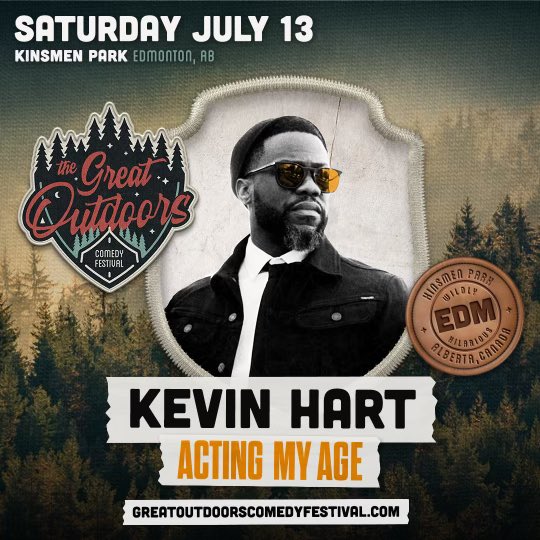 SATURDAY JULY 13
KINSMEN PARK EDMONTON, AB
the Great
Outdoors
COMEDY
FESTIVAL
KINSMEN PARK
WILDLY
EDM
HILARIOUS
ALBERTA, CANADA
KEVIN HART
ACTING MY AGE
GREATOUTDOORSCOMEDYFESTIVAL.COM